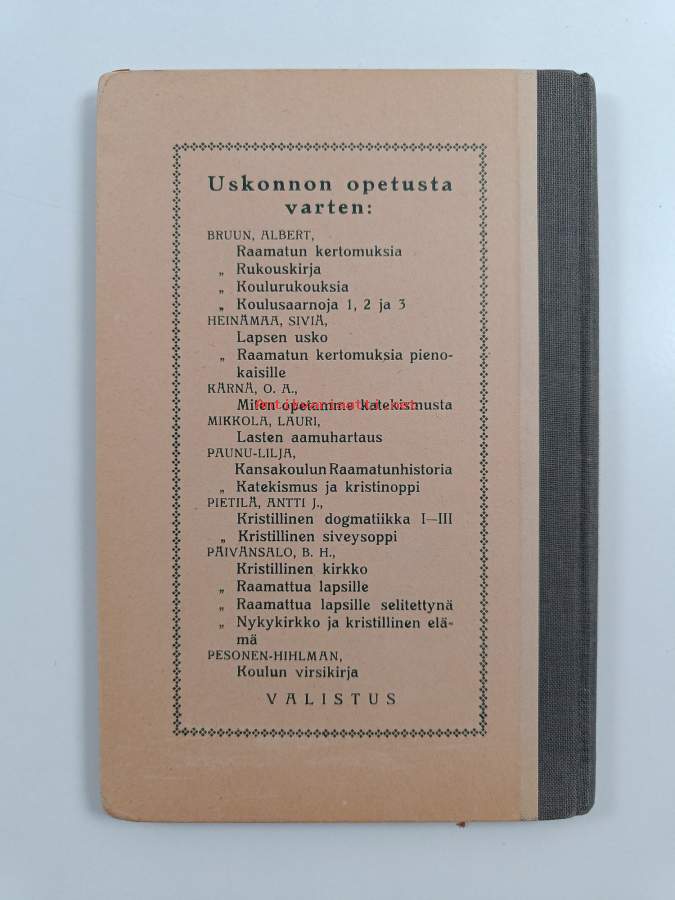 Uskonnon opetusta
varten:
BRUUN, ALBERT,
Raamatun kertomuksia
„ Rukouskirja
„ Koulurukouksia
„ Koulusaarnoja 1, 2 ja 3
HEINÄMAA, SIVIÄ,
Lapsen usko
„ Raamatun kertomuksia pieno-
kaisille
KÄRNÄ, O. A.,
Miten opetamme katekismusta
Antikvariaatti.net
MIKKOLA, LAURI,
Lasten aamuhartaus
PAUNU-LILJA,
Kansakoulun Raamatunhistoria
„ Katekismus ja kristinoppi
PIETILÄ, ANTTI J.,
Kristillinen dogmatiikka I—III
„ Kristillinen siveysoppi
PÄIVÄNSALO, B. H.,
Kristillinen kirkko
„ Raamattua lapsille
„ Raamattua lapsille selitettynä
„ Nykykirkko ja kristillinen elä-
mä
PESONEN-HIHLMAN,
Koulun virsikirja
VALISTUS